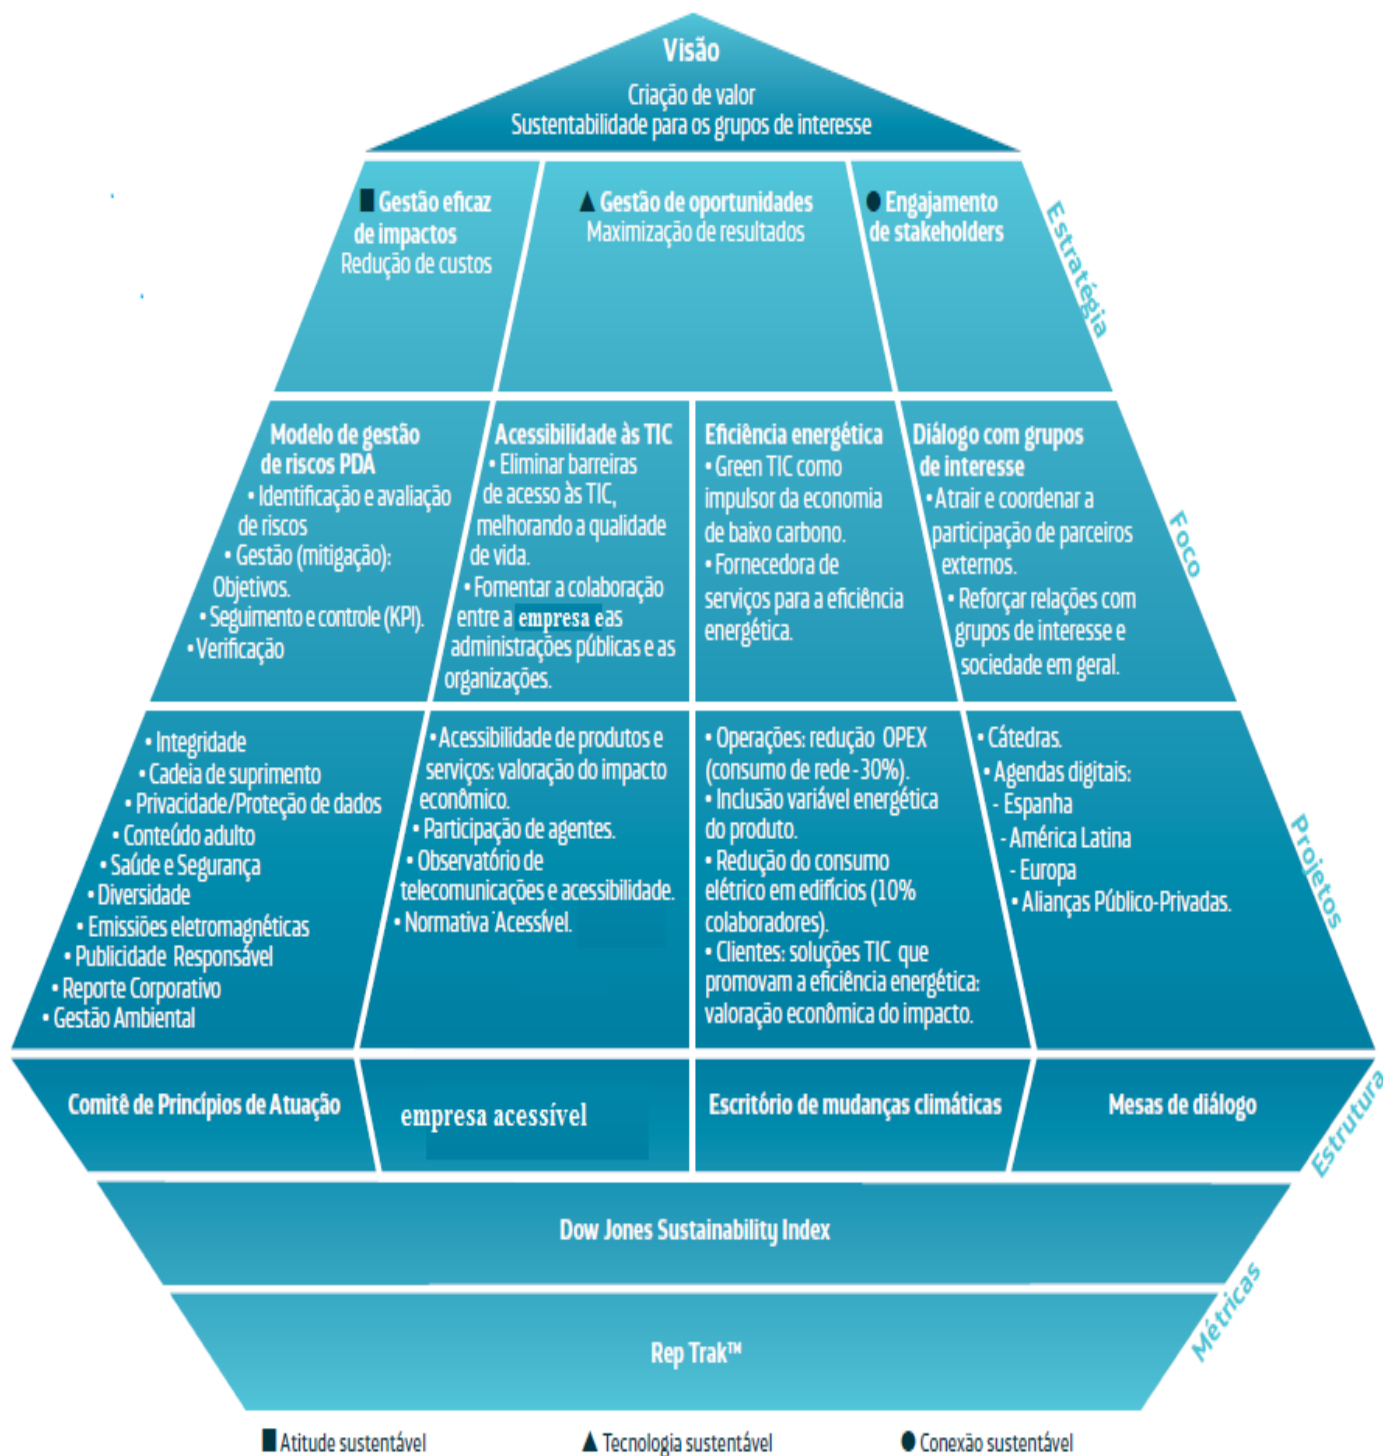 Visão
Criação de valor
Sustentabilidade para os grupos de interesse
■ Gestão eficaz
de impactos
Redução de custos
▲ Gestão de oportunidades
Maximização de resultados
● Engajamento
de stakeholders
Estratégia
Modelo de gestão
de riscos PDA
• Identificação e avaliação
de riscos
• Gestão (mitigação):
Objetivos.
• Seguimento e controle (KPI).
• Verificação
Acessibilidade às TIC
• Eliminar barreiras
de acesso às TIC,
melhorando a qualidade
de vida.
• Fomentar a colaboração
entre a empresa e as
administrações públicas e as
organizações.
Eficiência energética
• Green TIC como
impulsor da economia
de baixo carbono.
• Fornecedora de
serviços para a eficiência
energética.
Diálogo com grupos
de interesse
• Atrair e coordenar a
participação de parceiros
externos.
• Reforçar relações com
grupos de interesse e
sociedade em geral.
Foco
• Integridade
• Cadeia de suprimento
• Privacidade/Proteção de dados
• Conteúdo adulto
• Saúde e Segurança
• Diversidade
• Emissiões eletromagnéticas
• Publicidade Responsável
• Reporte Corporativo
• Gestão Ambiental
• Acessibilidade de produtos e
serviços: valoração do impacto
econômico.
• Participação de agentes.
• Observatório de
telecomunicações e acessibilidade.
• Normativa 'Acessível.
• Operações: redução OPEX
(consumo de rede -30%).
• Inclusão variável energética
do produto.
• Redução do consumo
elétrico em edifícios (10%
colaboradores).
• Clientes: soluções TIC que
promovam a eficiência energética:
valoração econômica do impacto.
• Cátedras.
• Agendas digitais:
- Espanha
- América Latina
- Europa
• Alianças Público-Privadas.
Projetos
Comitê de Princípios de Atuação
empresa acessível
Escritório de mudanças climáticas
Mesas de diálogo
Estrutura
Dow Jones Sustainability Index
Rep Trak™
Métricas
■ Atitude sustentável
▲ Tecnologia sustentável
● Conexão sustentável